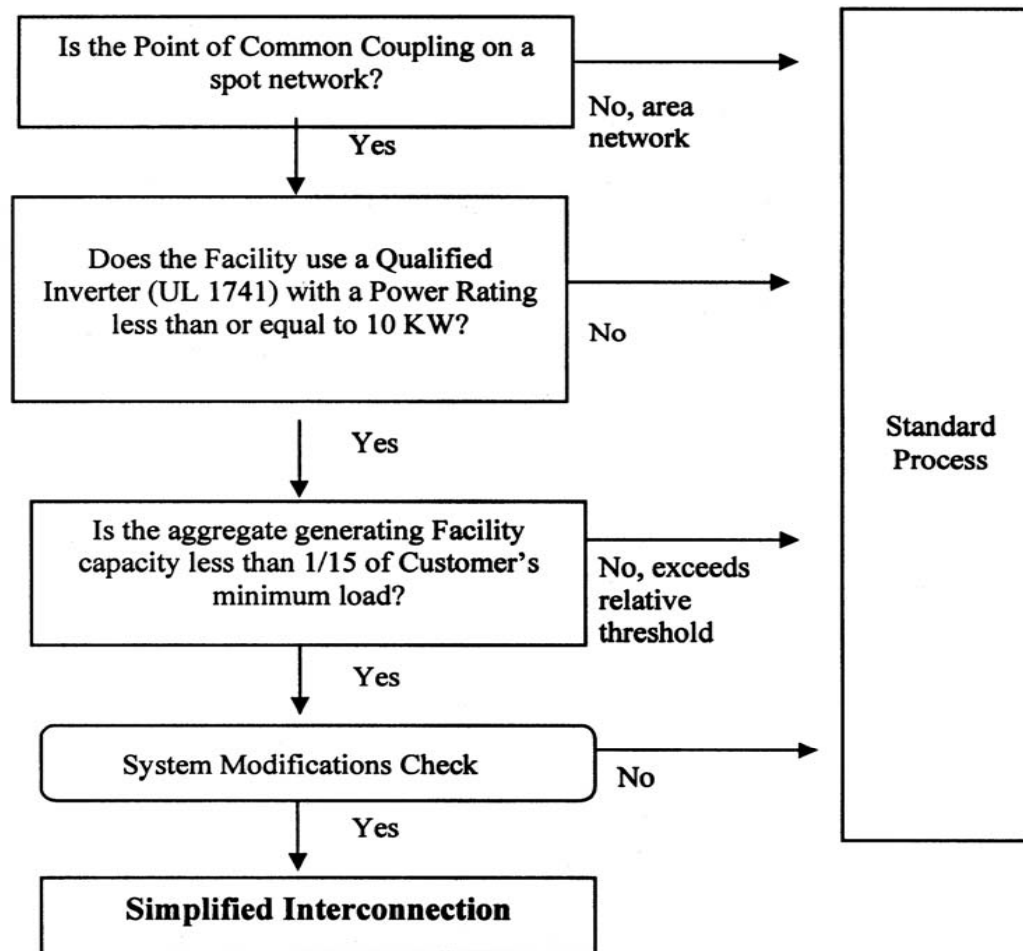 Is the Point of Common Coupling on a
spot network?
No, area
network
Yes
Does the Facility use a Qualified
Inverter (UL 1741) with a Power Rating
less than or equal to 10 KW?
No
Yes
Standard
Process
Is the aggregate generating Facility
capacity less than 1/15 of Customer's
minimum load?
No, exceeds
relative
threshold
Yes
System Modifications Check
No
Yes
Simplified Interconnection